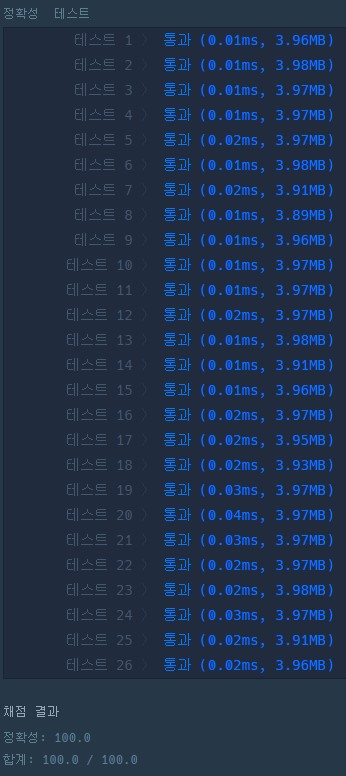 정확성 테스트
테스트 1 〉 통과 (0.01ms, 3.96MB)
테스트 2 〉 통과 (0.01ms, 3.98MB)
테스트 3 〉 통과 (0.01ms, 3.97MB)
테스트 4 〉 통과 (0.01ms, 3.97MB)
테스트 5 〉 통과 (0.02ms, 3.97MB)
테스트 6 〉 통과 (0.01ms, 3.98MB)
테스트 7 〉 통과 (0.02ms, 3.91MB)
테스트 8 〉 통과 (0.01ms, 3.89MB)
테스트 9 〉 통과 (0.01ms, 3.96MB)
테스트 10 〉 통과 (0.01ms, 3.97MB)
테스트 11 〉 통과 (0.01ms, 3.97MB)
테스트 12 〉 통과 (0.02ms, 3.97MB)
테스트 13 〉 통과 (0.01ms, 3.98MB)
테스트 14 〉 통과 (0.01ms, 3.91MB)
테스트 15 〉 통과 (0.01ms, 3.96MB)
테스트 16 〉 통과 (0.02ms, 3.97MB)
테스트 17 〉 통과 (0.02ms, 3.95MB)
테스트 18 〉 통과 (0.02ms, 3.93MB)
테스트 19 〉 통과 (0.03ms, 3.97MB)
테스트 20 〉 통과 (0.04ms, 3.97MB)
테스트 21 〉 통과 (0.03ms, 3.97MB)
테스트 22 〉 통과 (0.02ms, 3.97MB)
테스트 23 〉 통과 (0.02ms, 3.98MB)
테스트 24 〉 통과 (0.03ms, 3.97MB)
테스트 25 〉 통과 (0.02ms, 3.91MB)
테스트 26 〉 통과 (0.02ms, 3.96MB)
채점 결과
정확성: 100.0
합계: 100.0 / 100.0